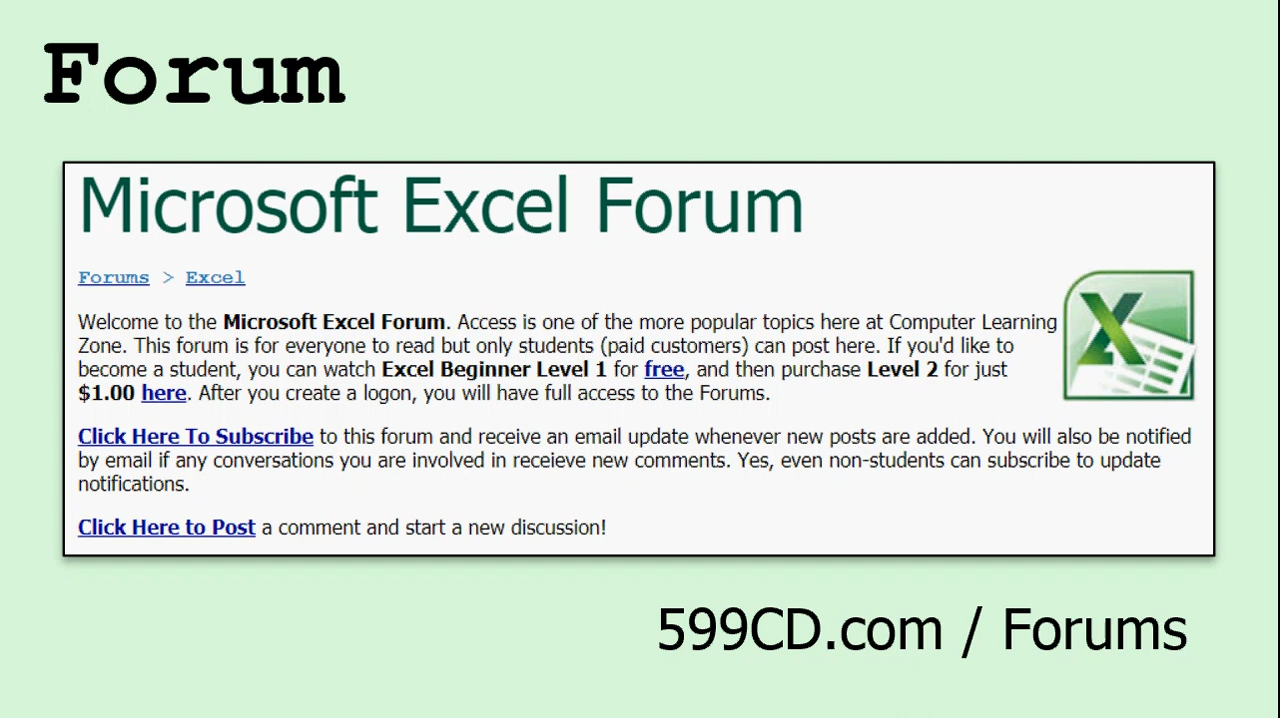 Forum
Microsoft Excel Forum
Forums > Excel
Welcome to the Microsoft Excel Forum. Access is one of the more popular topics here at Computer Learning
Zone. This forum is for everyone to read but only students (paid customers) can post here. If you'd like to
become a student, you can watch Excel Beginner Level 1 for free, and then purchase Level 2 for just
$1.00 here. After you create a logon, you will have full access to the Forums.
Click Here To Subscribe to this forum and receive an email update whenever new posts are added. You will also be notified
by email if any conversations you are involved in receieve new comments. Yes, even non-students can subscribe to update
notifications.
Click Here to Post a comment and start a new discussion!
599CD.com / Forums